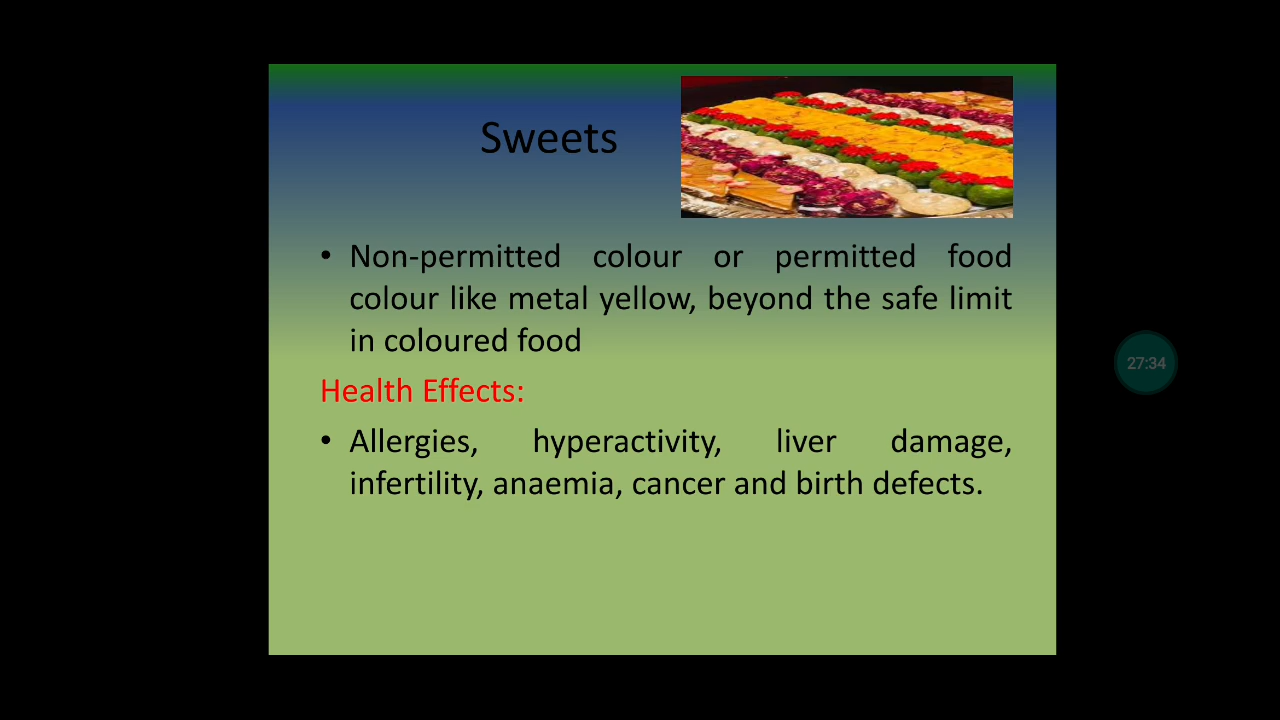 Sweets
• Non-permitted colour or permitted food
colour like metal yellow, beyond the safe limit
in coloured food
Health Effects:
• Allergies, hyperactivity, liver damage,
infertility, anaemia, cancer and birth defects.
27:34